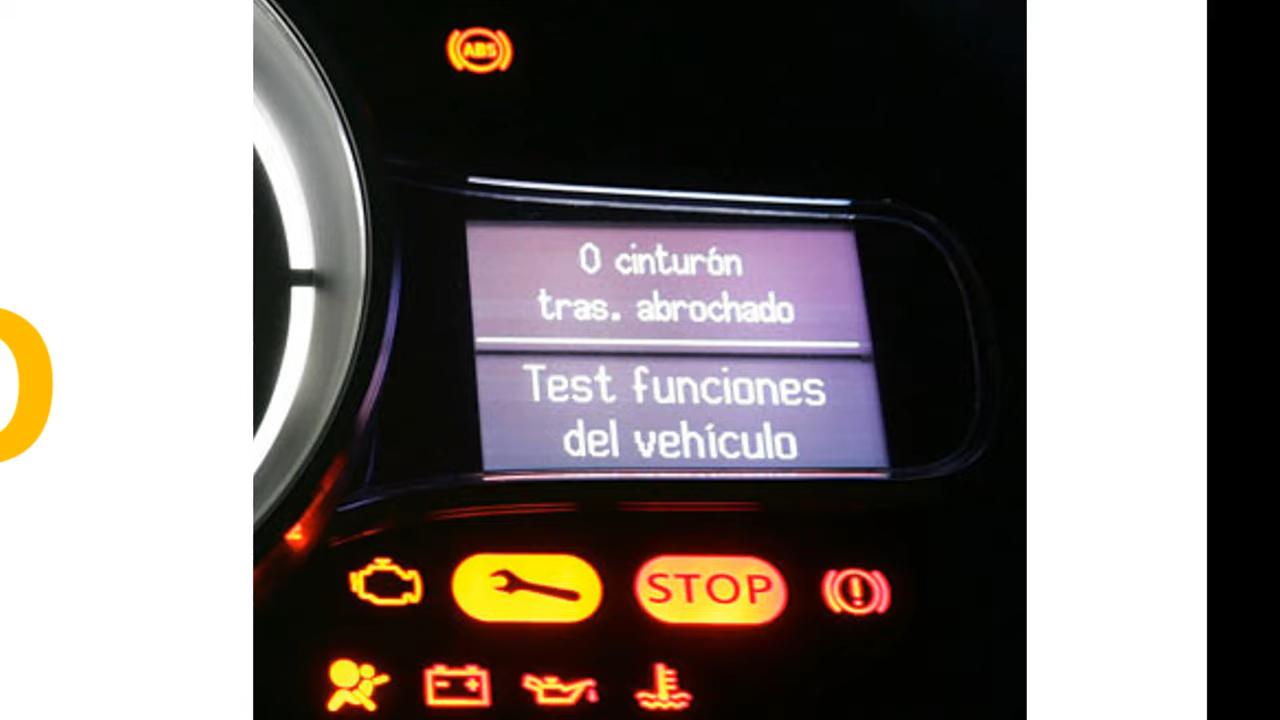 ABS
0 cinturón
tras. abrochado
Test funciones
del vehículo
STOP